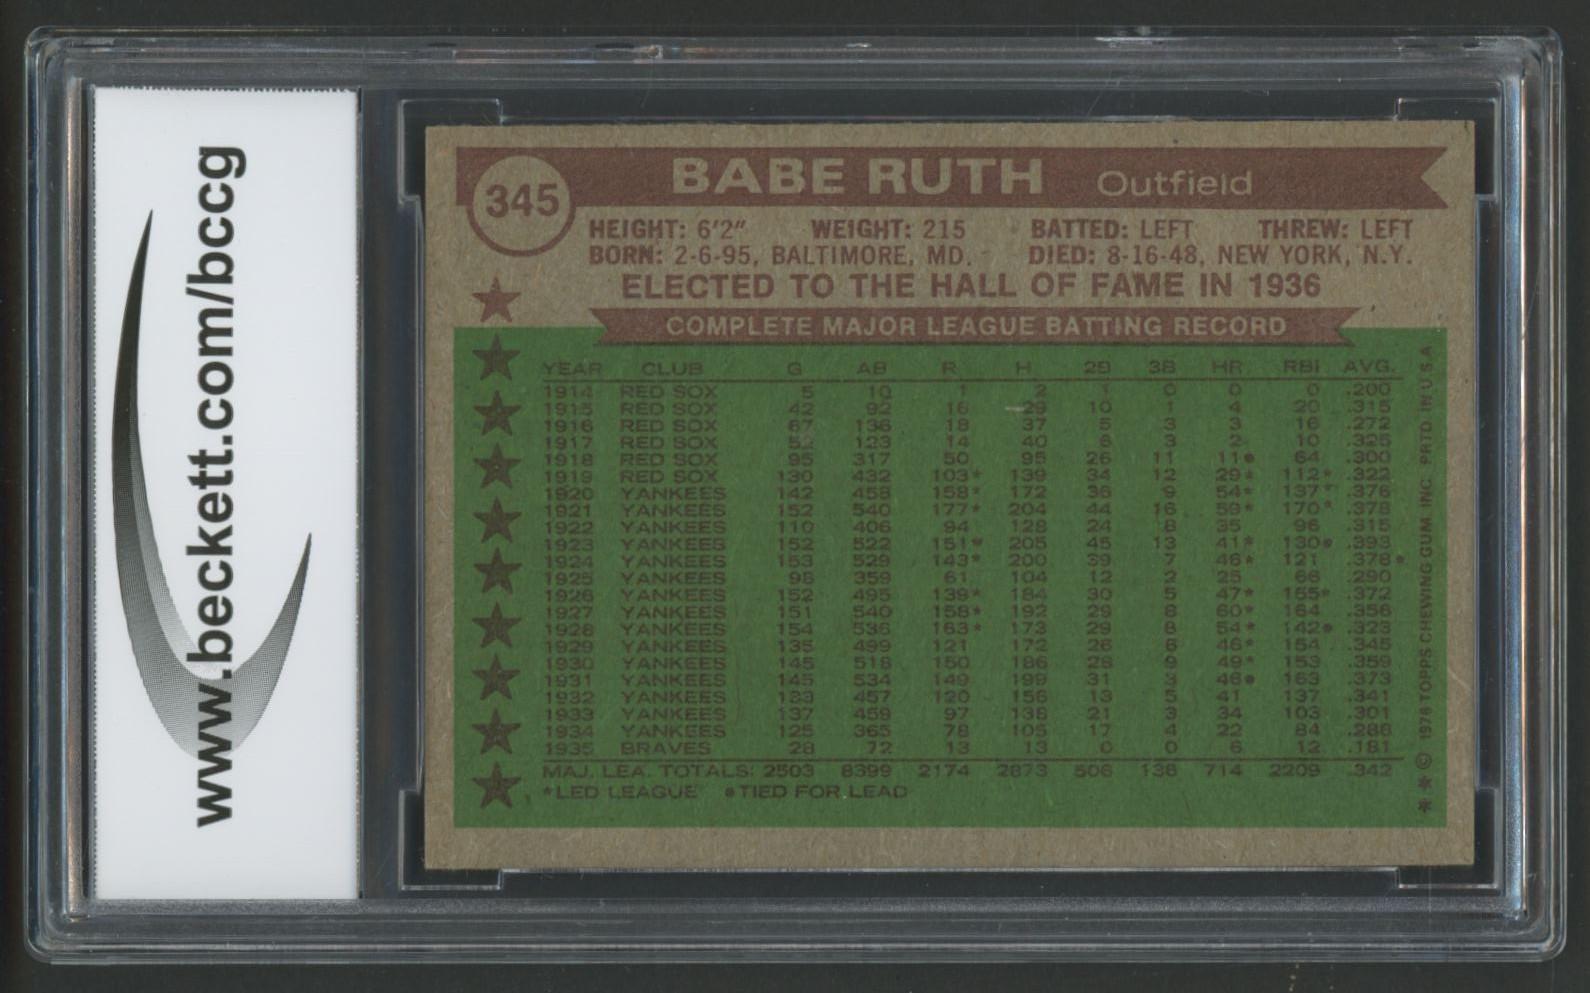 www.beckett.com/bccg
345
BABE RUTH Outfield
HEIGHT: 6'2" WEIGHT: 215 BATTED: LEFT THREW: LEFT
BORN: 2-6-95, BALTIMORE, MD. DIED: 8-16-48, NEW YORK, N.Y.
ELECTED TO THE HALL OF FAME IN 1936
COMPLETE MAJOR LEAGUE BATTING RECORD
YEAR CLUB G AB R H 2B 3B HR RBI AVG.
1914 RED SOX 5 10 1 2 1 0 0 0 .200
1915 RED SOX 42 92 16 29 10 1 4 20 .315
1916 RED SOX 67 136 18 37 5 3 3 16 .272
1917 RED SOX 52 123 14 40 6 3 2 10 .325
1918 RED SOX 95 317 50 95 26 11 11● 64 .300
1919 RED SOX 130 432 103* 139 34 12 29* 112* .322
1920 YANKEES 142 458 158* 172 36 9 54* 137* .376
1921 YANKEES 152 540 177* 204 44 16 59* 170* .378
1922 YANKEES 110 406 94 128 24 8 35 96 .315
1923 YANKEES 152 522 151* 205 45 13 41* 130● .393
1924 YANKEES 153 529 143* 200 39 7 46* 121 .378*
1925 YANKEES 98 359 61 104 12 2 25 66 .290
1926 YANKEES 152 495 139* 184 30 5 47* 155* .372
1927 YANKEES 151 540 158* 192 29 8 60* 164 .356
1928 YANKEES 154 536 163* 173 29 8 54* 142● .323
1929 YANKEES 135 499 121 172 26 6 46* 154 .345
1930 YANKEES 145 518 150 186 28 9 49* 153 .359
1931 YANKEES 145 534 149 199 31 3 46● 163 .373
1932 YANKEES 133 457 120 156 13 5 41 137 .341
1933 YANKEES 137 459 97 138 21 3 34 103 .301
1934 YANKEES 125 365 78 105 17 4 22 84 .288
1935 BRAVES 28 72 13 13 0 0 6 12 .181
MAJ. LEA. TOTALS: 2503 8399 2174 2873 506 136 714 2209 .342
*LED LEAGUE ●TIED FOR LEAD
** © 1976 TOPPS CHEWING GUM INC. PRTD. IN U.S.A.